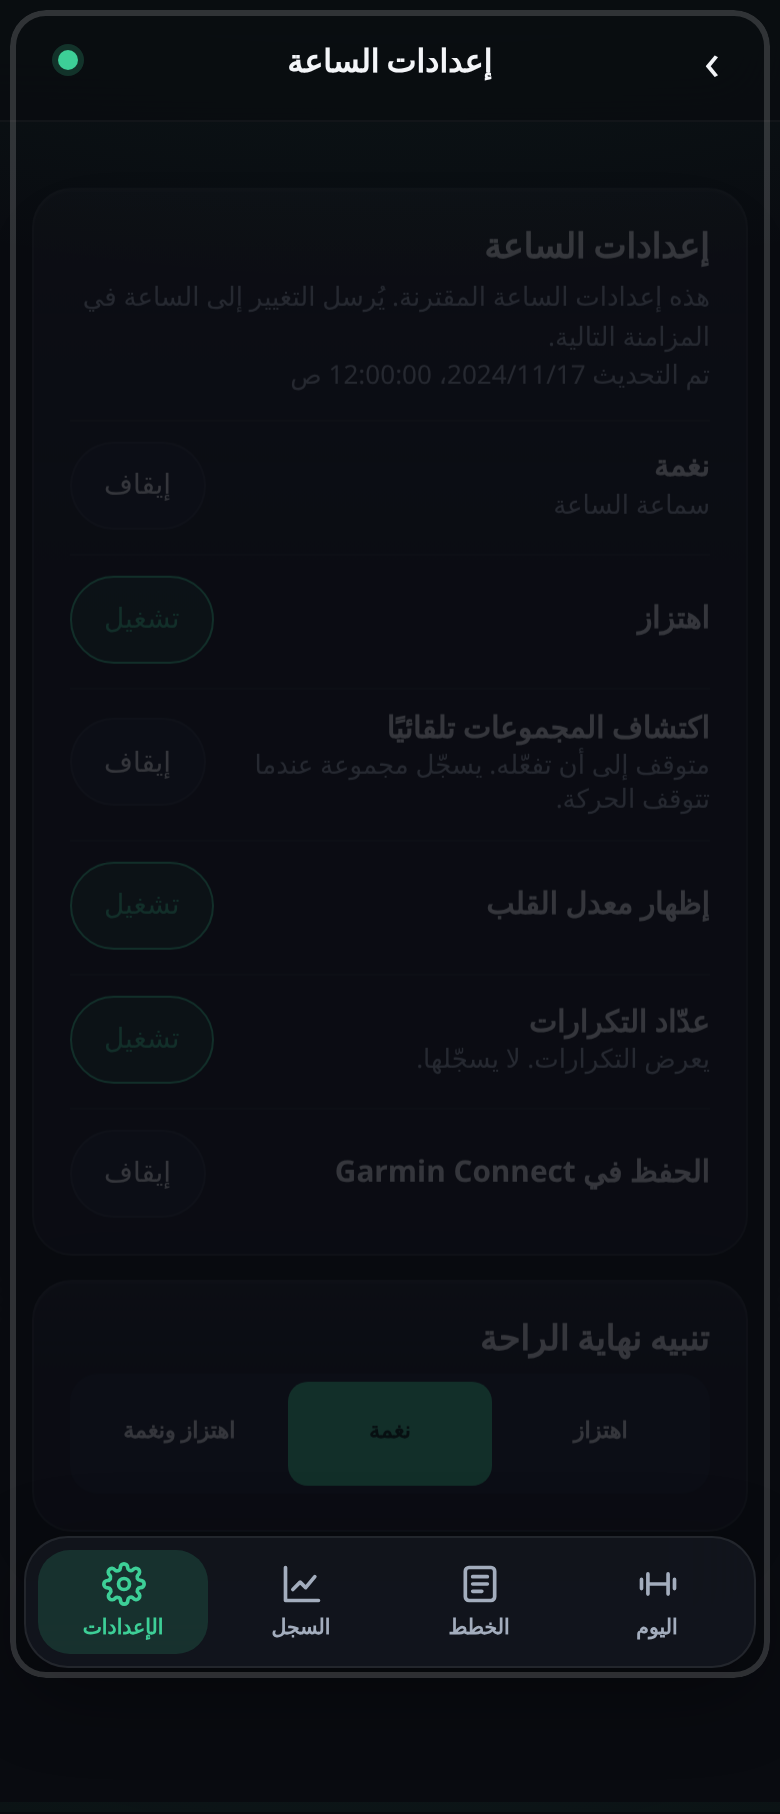 إعدادات الساعة
إعدادات الساعة
هذه إعدادات الساعة المقترنة. يُرسل التغيير إلى الساعة في
المزامنة التالية.
تم التحديث 2024/11/17، 12:00:00 ص
نغمة
إيقاف
سماعة الساعة
اهتزاز
تشغيل
اكتشاف المجموعات تلقائيًا
إيقاف
متوقف إلى أن تفعّله. يسجّل مجموعة عندما
تتوقف الحركة.
إظهار معدل القلب
تشغيل
عدّاد التكرارات
تشغيل
يعرض التكرارات. لا يسجّلها.
الحفظ في Garmin Connect
إيقاف
تنبيه نهاية الراحة
اهتزاز
نغمة
اهتزاز ونغمة
اليوم
الخطط
السجل
الإعدادات